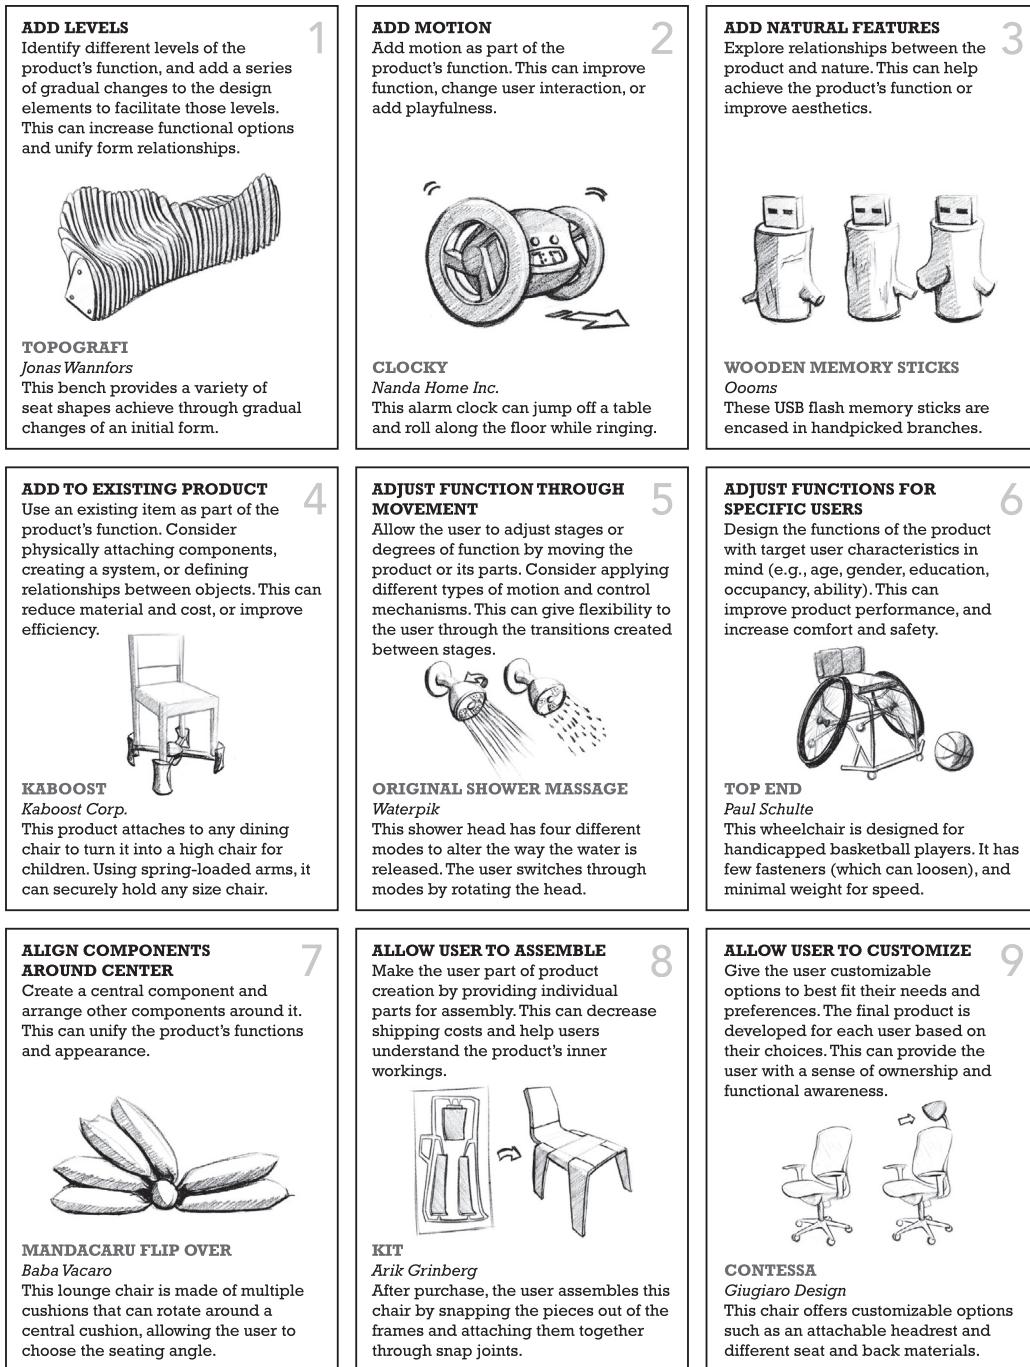 ADD LEVELS
1
Identify different levels of the
product's function, and add a series
of gradual changes to the design
elements to facilitate those levels.
This can increase functional options
and unify form relationships.
TOPOGRAFI
Jonas Wannfors
This bench provides a variety of
seat shapes achieve through gradual
changes of an initial form.
ADD MOTION
2
Add motion as part of the
product's function. This can improve
function, change user interaction, or
add playfulness.
CLOCKY
Nanda Home Inc.
This alarm clock can jump off a table
and roll along the floor while ringing.
ADD NATURAL FEATURES
3
Explore relationships between the
product and nature. This can help
achieve the product's function or
improve aesthetics.
WOODEN MEMORY STICKS
Oooms
These USB flash memory sticks are
encased in handpicked branches.
ADD TO EXISTING PRODUCT
4
Use an existing item as part of the
product's function. Consider
physically attaching components,
creating a system, or defining
relationships between objects. This can
reduce material and cost, or improve
efficiency.
KABOOST
Kaboost Corp.
This product attaches to any dining
chair to turn it into a high chair for
children. Using spring-loaded arms, it
can securely hold any size chair.
ADJUST FUNCTION THROUGH
MOVEMENT
5
Allow the user to adjust stages or
degrees of function by moving the
product or its parts. Consider applying
different types of motion and control
mechanisms. This can give flexibility to
the user through the transitions created
between stages.
ORIGINAL SHOWER MASSAGE
Waterpik
This shower head has four different
modes to alter the way the water is
released. The user switches through
modes by rotating the head.
ADJUST FUNCTIONS FOR
SPECIFIC USERS
6
Design the functions of the product
with target user characteristics in
mind (e.g., age, gender, education,
occupancy, ability). This can
improve product performance, and
increase comfort and safety.
TOP END
Paul Schulte
This wheelchair is designed for
handicapped basketball players. It has
few fasteners (which can loosen), and
minimal weight for speed.
ALIGN COMPONENTS
AROUND CENTER
7
Create a central component and
arrange other components around it.
This can unify the product's functions
and appearance.
MANDACARU FLIP OVER
Baba Vacaro
This lounge chair is made of multiple
cushions that can rotate around a
central cushion, allowing the user to
choose the seating angle.
ALLOW USER TO ASSEMBLE
8
Make the user part of product
creation by providing individual
parts for assembly. This can decrease
shipping costs and help users
understand the product's inner
workings.
KIT
Arik Grinberg
After purchase, the user assembles this
chair by snapping the pieces out of the
frames and attaching them together
through snap joints.
ALLOW USER TO CUSTOMIZE
9
Give the user customizable
options to best fit their needs and
preferences. The final product is
developed for each user based on
their choices. This can provide the
user with a sense of ownership and
functional awareness.
CONTESSA
Giugiaro Design
This chair offers customizable options
such as an attachable headrest and
different seat and back materials.